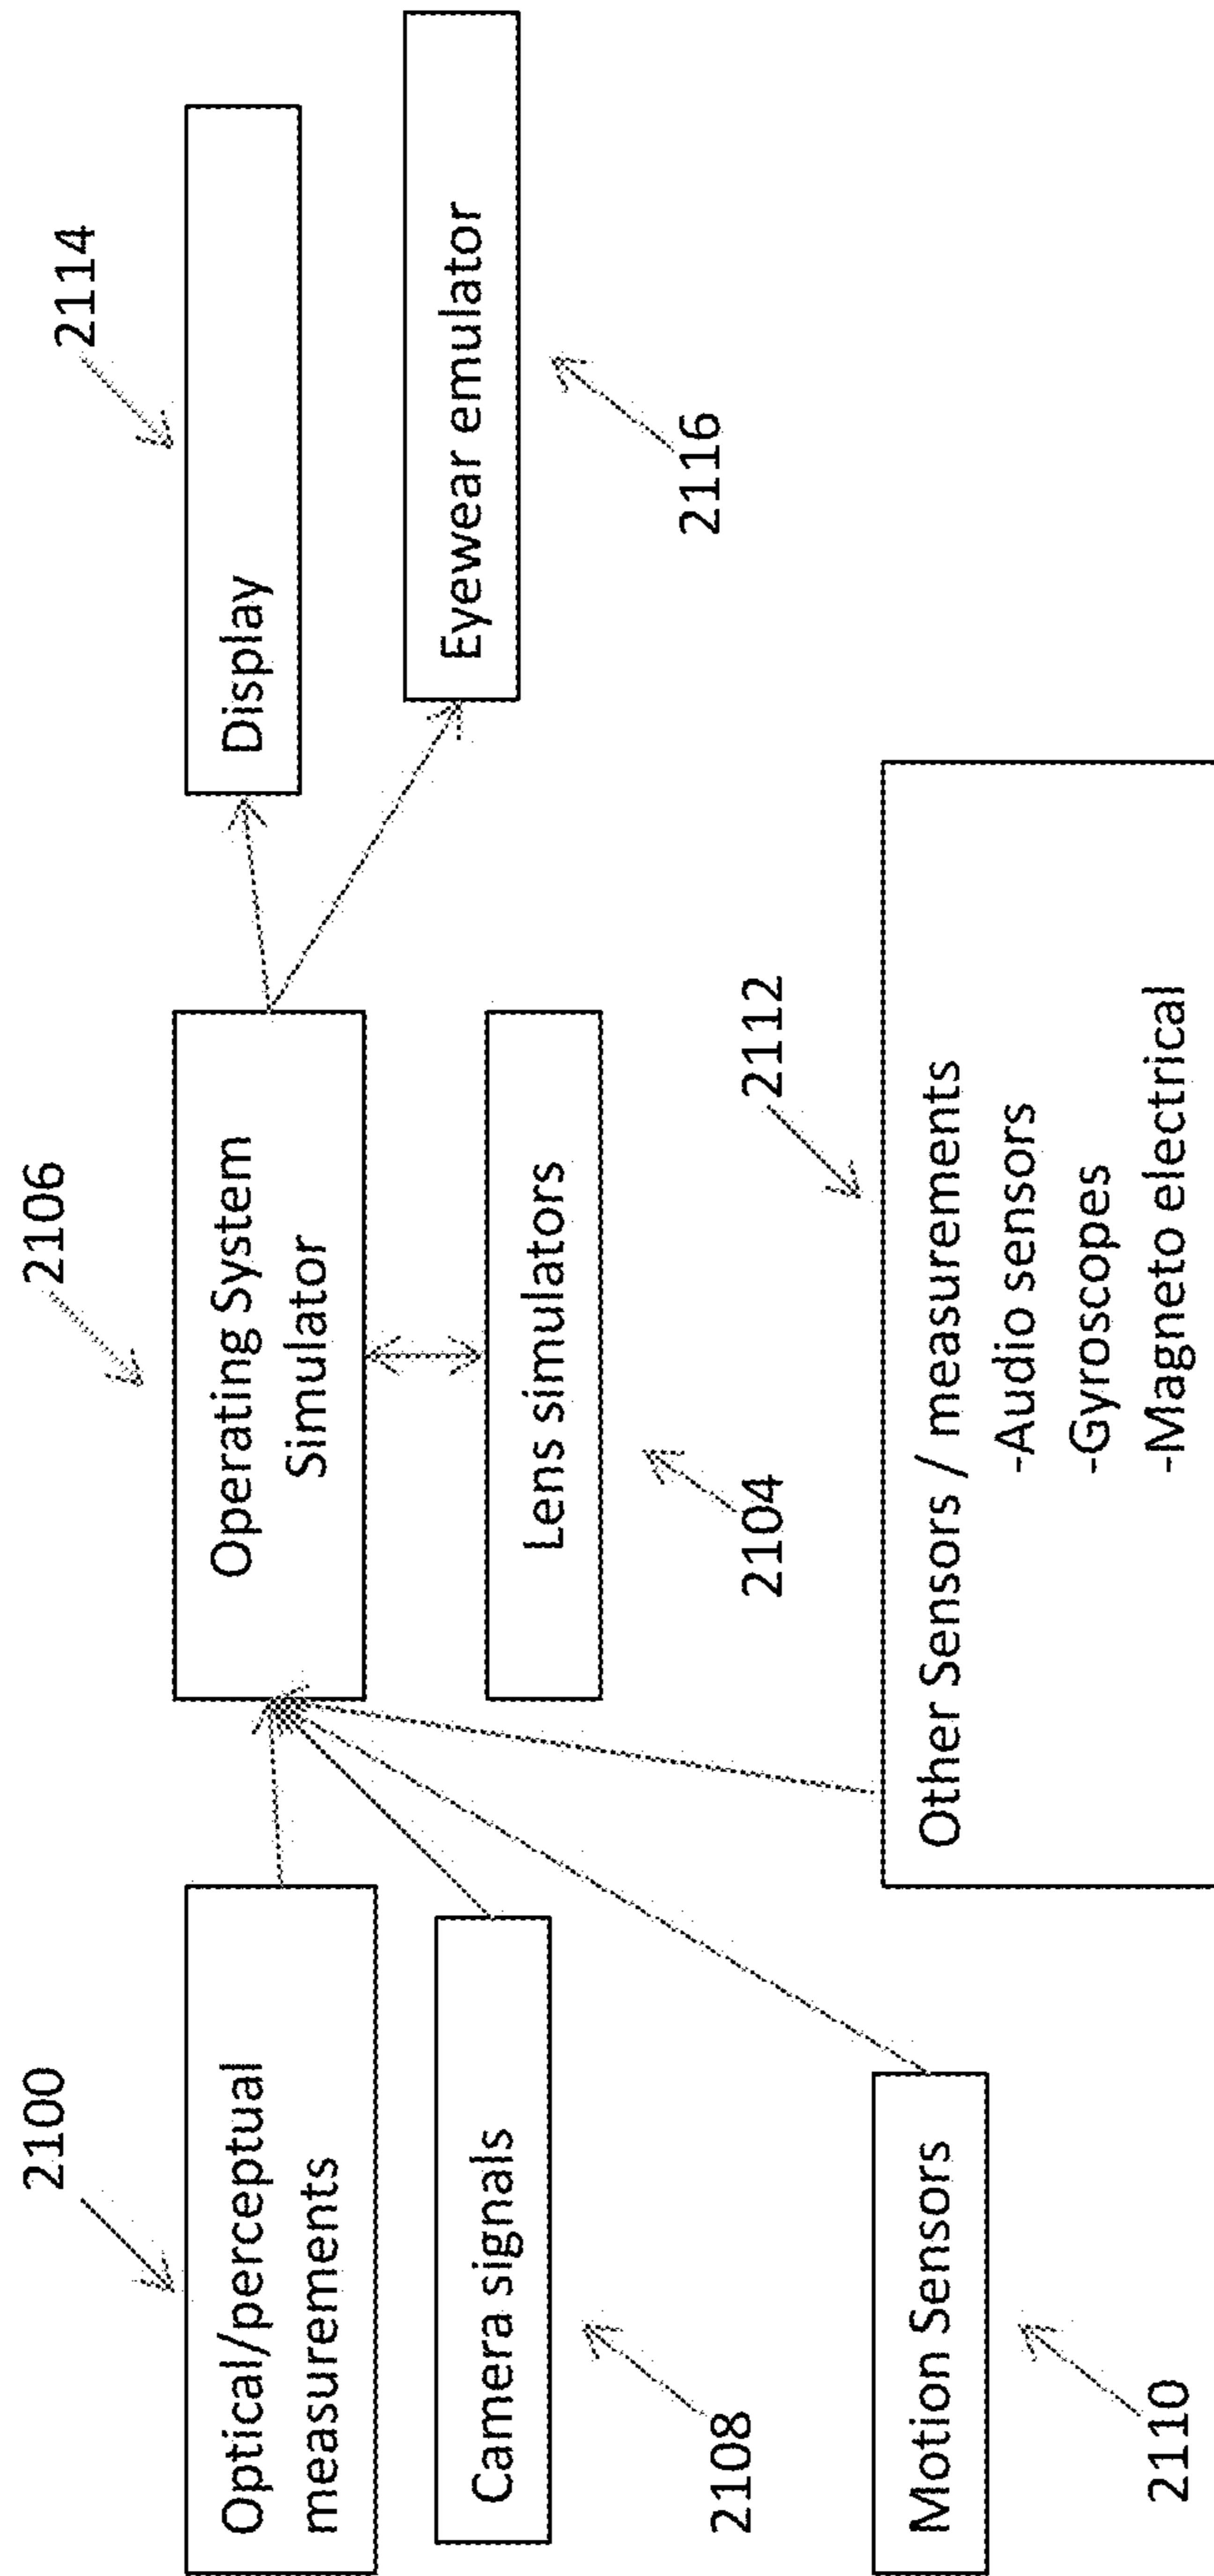 2100
Optical/perceptual
measurements
Camera signals
2108
Motion Sensors
2110
2106
Operating System
Simulator
Lens simulators
2104
2112
Other Sensors / measurements
-Audio sensors
-Gyroscopes
-Magneto electrical
2114
Display
Eyewear emulator
2116